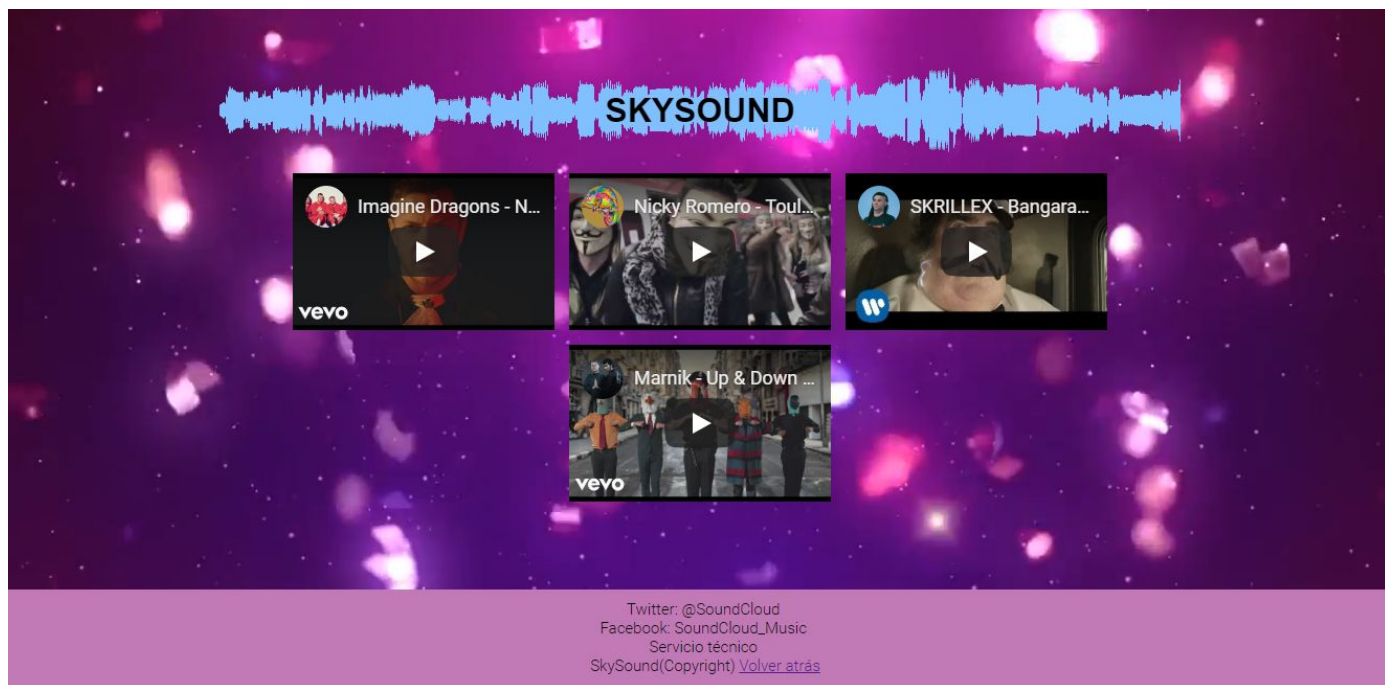 SKYSOUND
Imagine Dragons - N...
Nicky Romero - Toul...
SKRILLEX - Bangara...
vevo
Marnik - Up & Down ...
vevo
Twitter: @SoundCloud
Facebook: SoundCloud_Music
Servicio técnico
SkySound(Copyright) Volver atrás